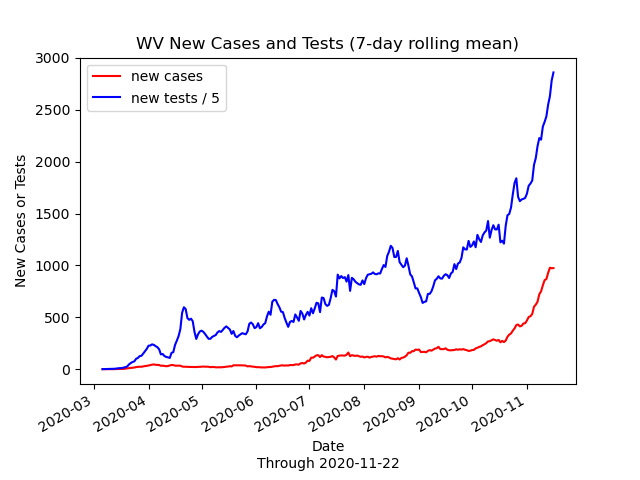 WV New Cases and Tests (7-day rolling mean)
new cases
new tests / 5
New Cases or Tests
3000
2500
2000
1500
1000
500
0
2020-03
2020-04
2020-05
2020-06
2020-07
2020-08
2020-09
2020-10
2020-11
Date
Through 2020-11-22